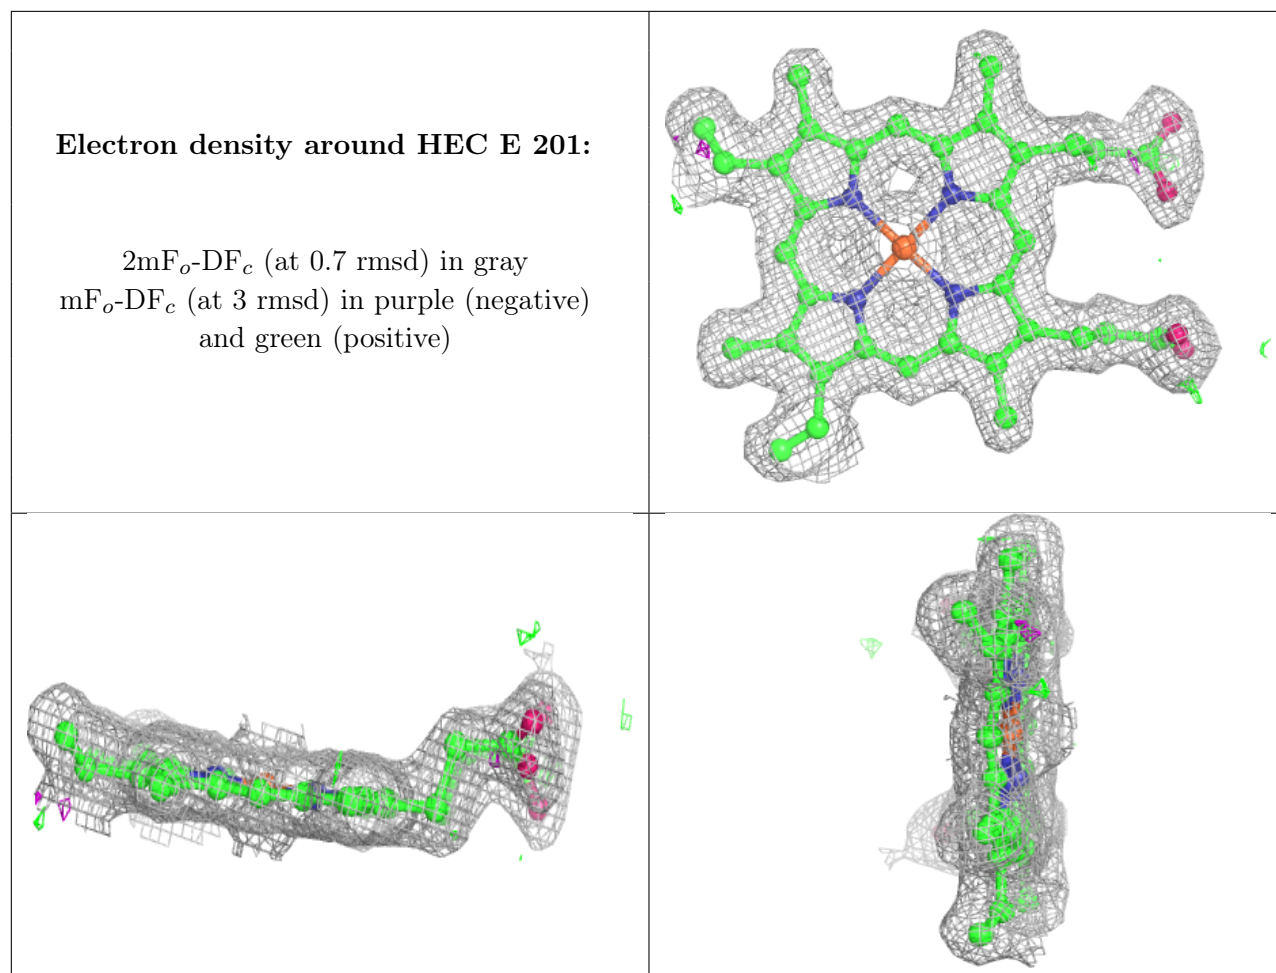 Electron density around HEC E 201:
2mF_o-DF_c (at 0.7 rmsd) in gray
mF_o-DF_c (at 3 rmsd) in purple (negative)
and green (positive)